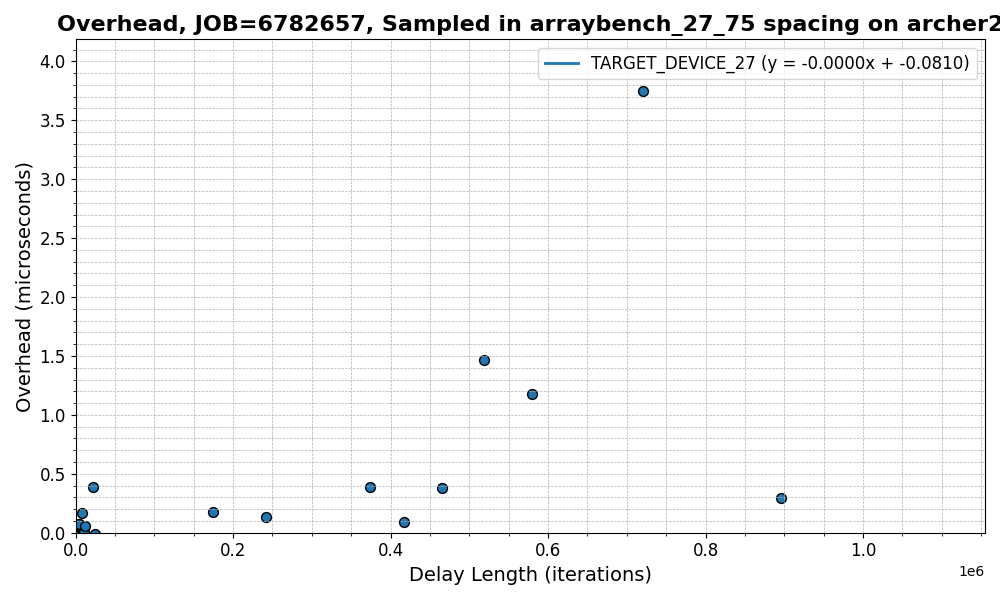 Overhead, JOB=6782657, Sampled in arraybench_27_75 spacing on archer2
TARGET_DEVICE_27 (y = -0.0000x + -0.0810)
Overhead (microseconds)
4.0
3.5
3.0
2.5
2.0
1.5
1.0
0.5
0.0
0.0 0.2 0.4 0.6 0.8 1.0
1e6
Delay Length (iterations)